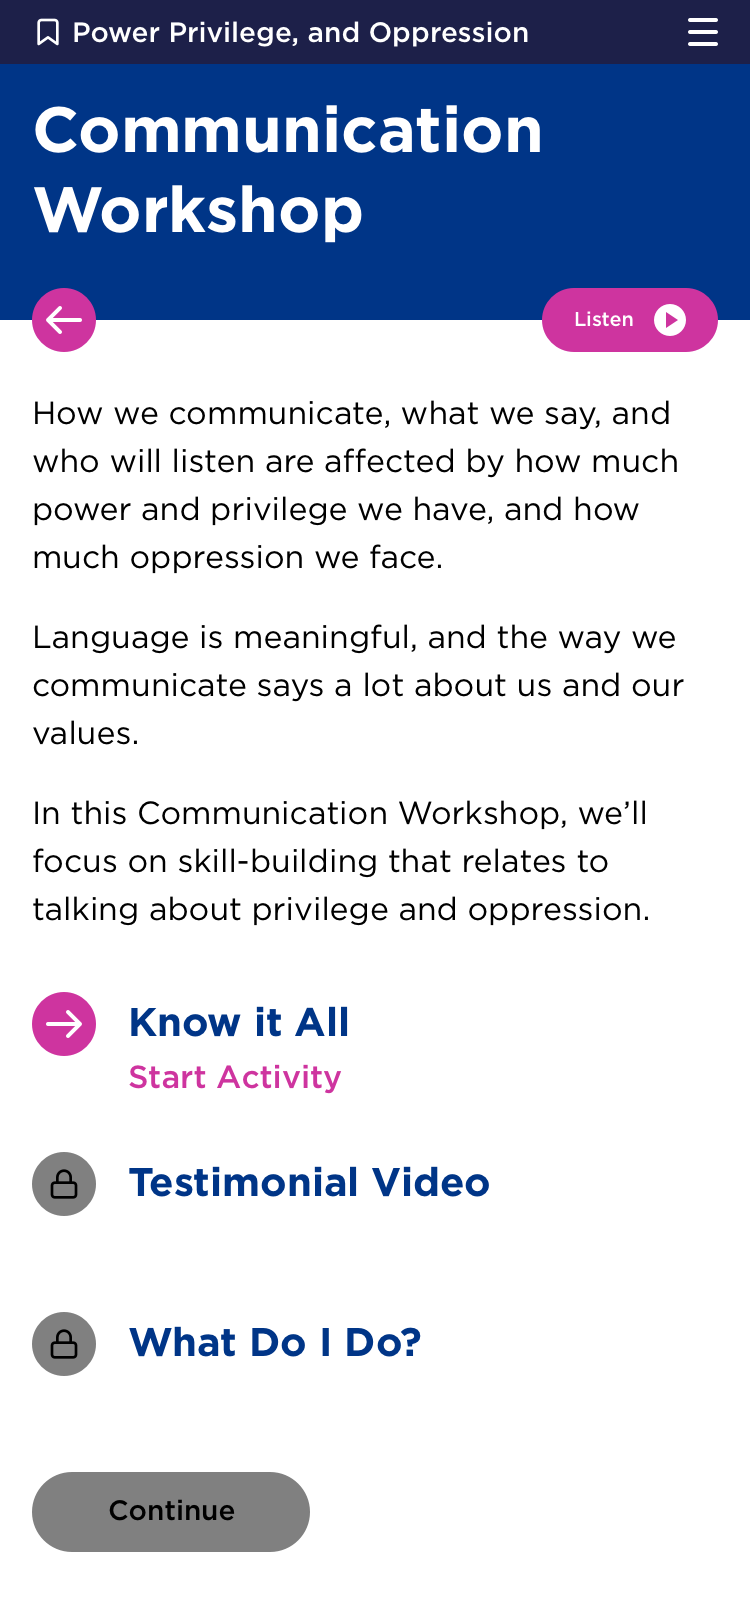 Power Privilege, and Oppression
Communication
Workshop
Listen
How we communicate, what we say, and
who will listen are affected by how much
power and privilege we have, and how
much oppression we face.
Language is meaningful, and the way we
communicate says a lot about us and our
values.
In this Communication Workshop, we’ll
focus on skill-building that relates to
talking about privilege and oppression.
Know it All
Start Activity
Testimonial Video
What Do I Do?
Continue